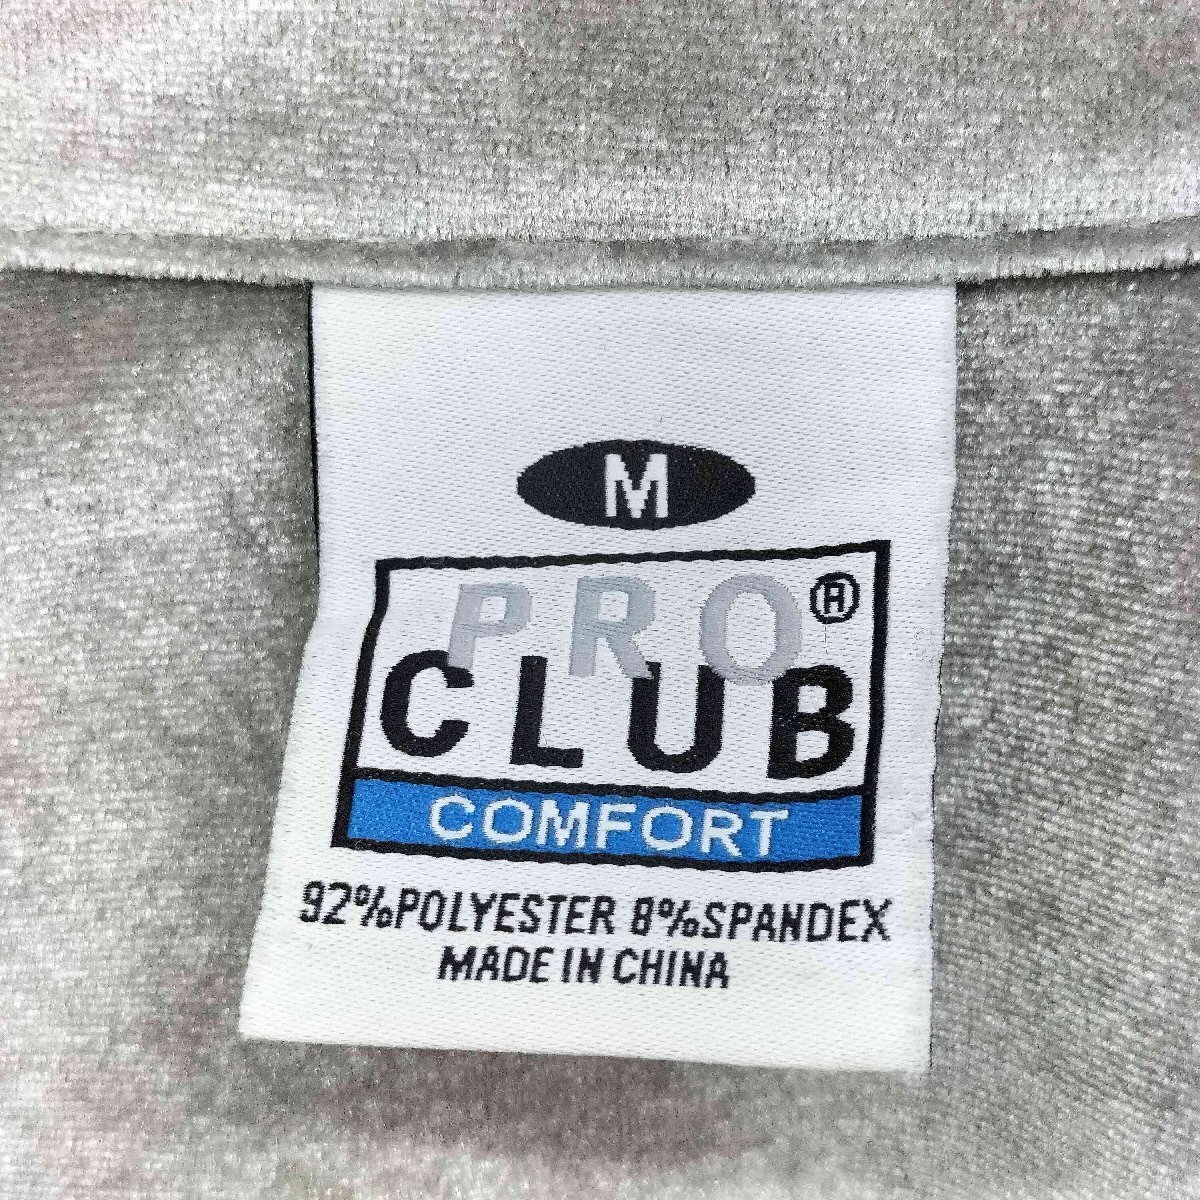 M
PRO ®
CLUB
COMFORT
92%POLYESTER 8%SPANDEX
MADE IN CHINA